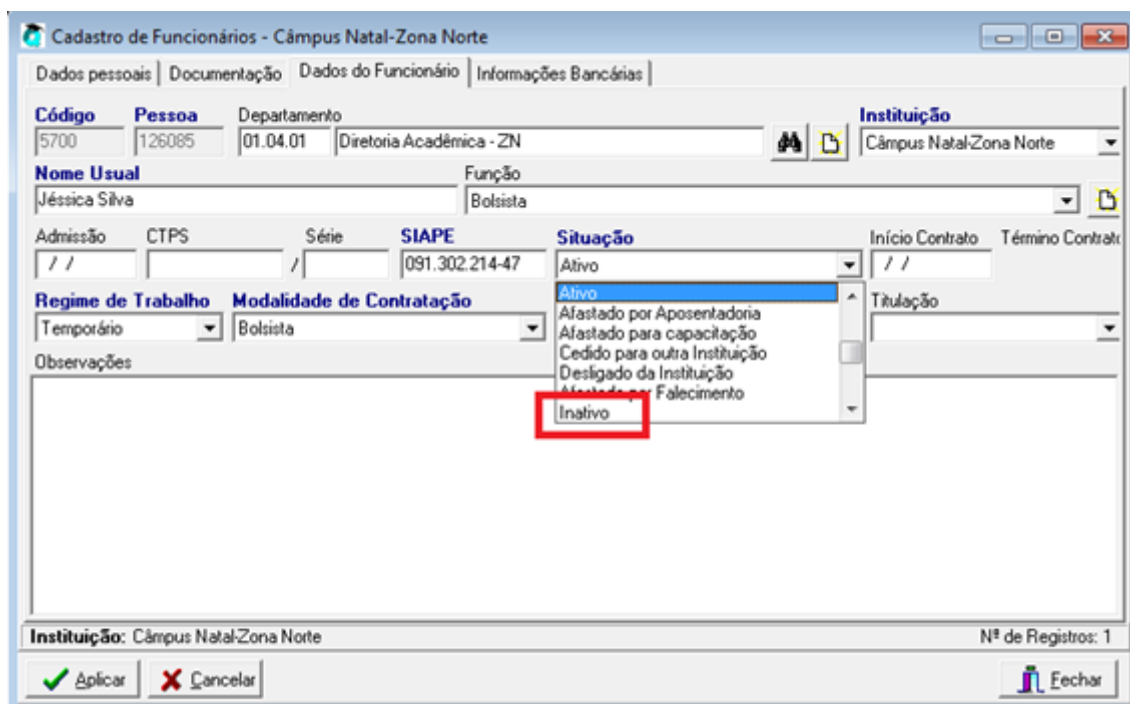 Cadastro de Funcionários - Câmpus Natal-Zona Norte
Dados pessoais Documentação Dados do Funcionário Informações Bancárias
Código Pessoa Departamento Instituição
5700 126085 01.04.01 Diretoria Acadêmica - ZN Câmpus Natal-Zona Norte
Nome Usual Função
Jéssica Silva Bolsista
Admissão CTPS Série SIAPE Situação Início Contrato Término Contrato
/ / / 091.302.214-47 Ativo / /
Regime de Trabalho Modalidade de Contratação Titulação
Temporário Bolsista
Ativo
Afastado por Aposentadoria
Afastado para capacitação
Cedido para outra Instituição
Desligado da Instituição
Afastado por Falecimento
Inativo
Observações
Instituição: Câmpus Natal-Zona Norte Nº de Registros: 1
Aplicar Cancelar Fechar